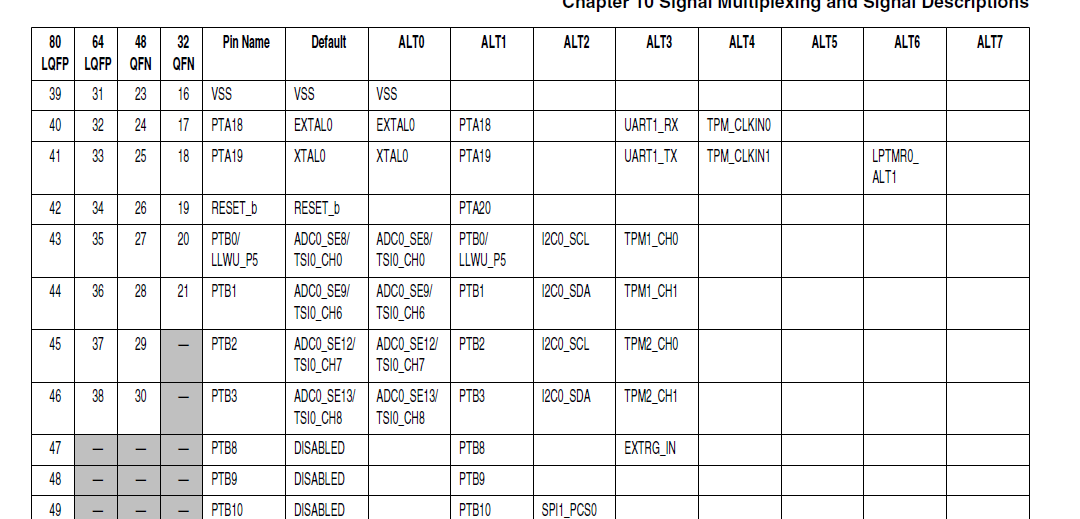 Chapter 10 Signal Multiplexing and Signal Descriptions
80 LQFP 64 LQFP 48 QFN 32 QFN Pin Name Default ALT0 ALT1 ALT2 ALT3 ALT4 ALT5 ALT6 ALT7
39 31 23 16 VSS VSS VSS
40 32 24 17 PTA18 EXTAL0 EXTAL0 PTA18 UART1_RX TPM_CLKIN0
41 33 25 18 PTA19 XTAL0 XTAL0 PTA19 UART1_TX TPM_CLKIN1 LPTMR0_
ALT1
42 34 26 19 RESET_b RESET_b PTA20
43 35 27 20 PTB0/ ADC0_SE8/ ADC0_SE8/ PTB0/ I2C0_SCL TPM1_CH0
LLWU_P5 TSI0_CH0 TSI0_CH0 LLWU_P5
44 36 28 21 PTB1 ADC0_SE9/ ADC0_SE9/ PTB1 I2C0_SDA TPM1_CH1
TSI0_CH6 TSI0_CH6
45 37 29 — PTB2 ADC0_SE12/ ADC0_SE12/ PTB2 I2C0_SCL TPM2_CH0
TSI0_CH7 TSI0_CH7
46 38 30 — PTB3 ADC0_SE13/ ADC0_SE13/ PTB3 I2C0_SDA TPM2_CH1
TSI0_CH8 TSI0_CH8
47 — — — PTB8 DISABLED PTB8 EXTRG_IN
48 — — — PTB9 DISABLED PTB9
49 — — — PTB10 DISABLED PTB10 SPI1_PCS0